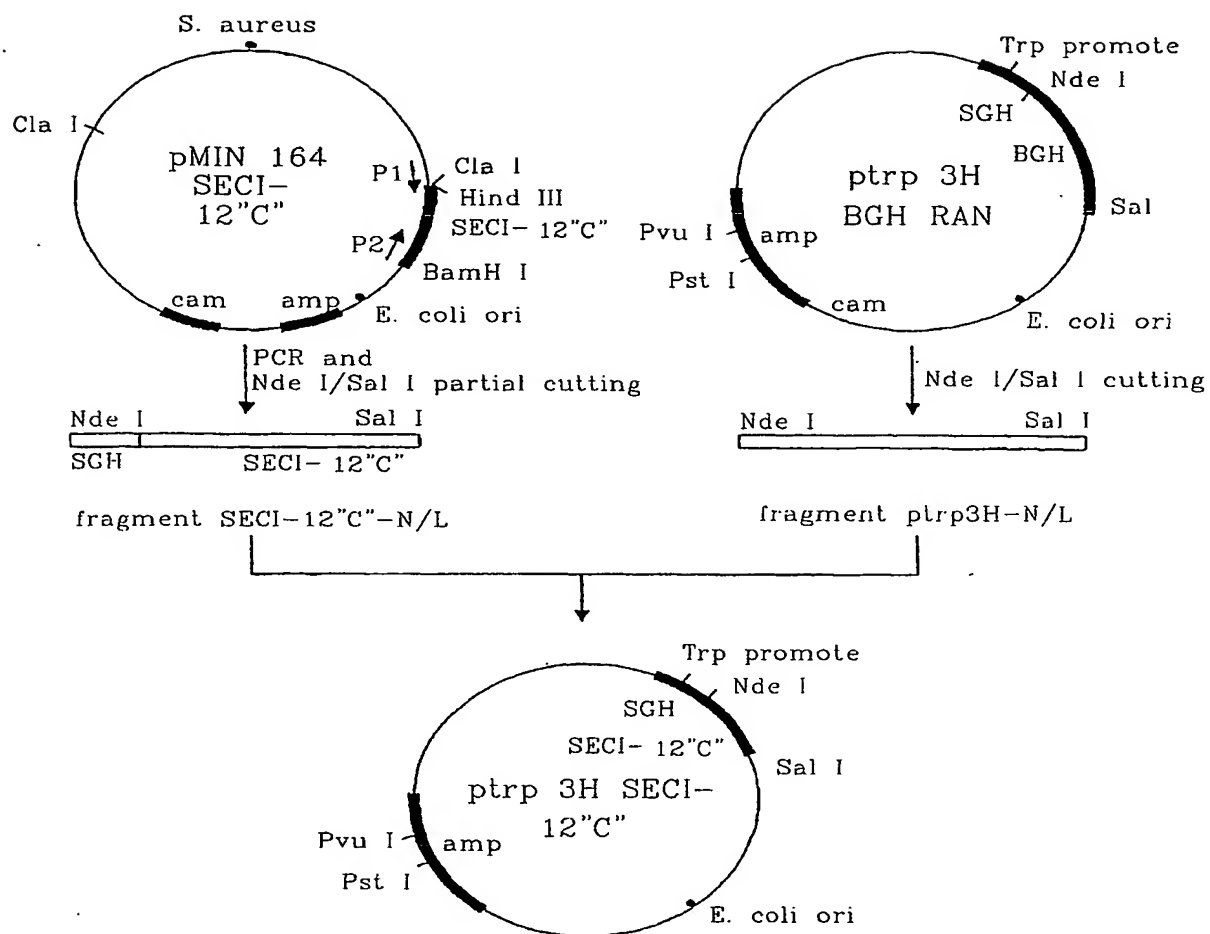 S. aureus
Cla I
pMIN 164
SECI-
12"C"
P1
P2
Cla I
Hind III
SECI- 12"C"
BamH I
E. coli ori
amp
cam
Trp promote
Nde I
SGH
BGH
Sal
ptrp 3H
BGH RAN
Pvu I
amp
Pst I
cam
E. coli ori
PCR and
Nde I/Sal I partial cutting
Nde I/Sal I cutting
Nde I
Sal I
SGH
SECI- 12"C"
Nde I
Sal I
fragment SECI-12"C"-N/L
fragment ptrp3H-N/L
Trp promote
Nde I
SGH
SECI- 12"C"
Sal I
ptrp 3H SECI-
12"C"
Pvu I
amp
Pst I
E. coli ori